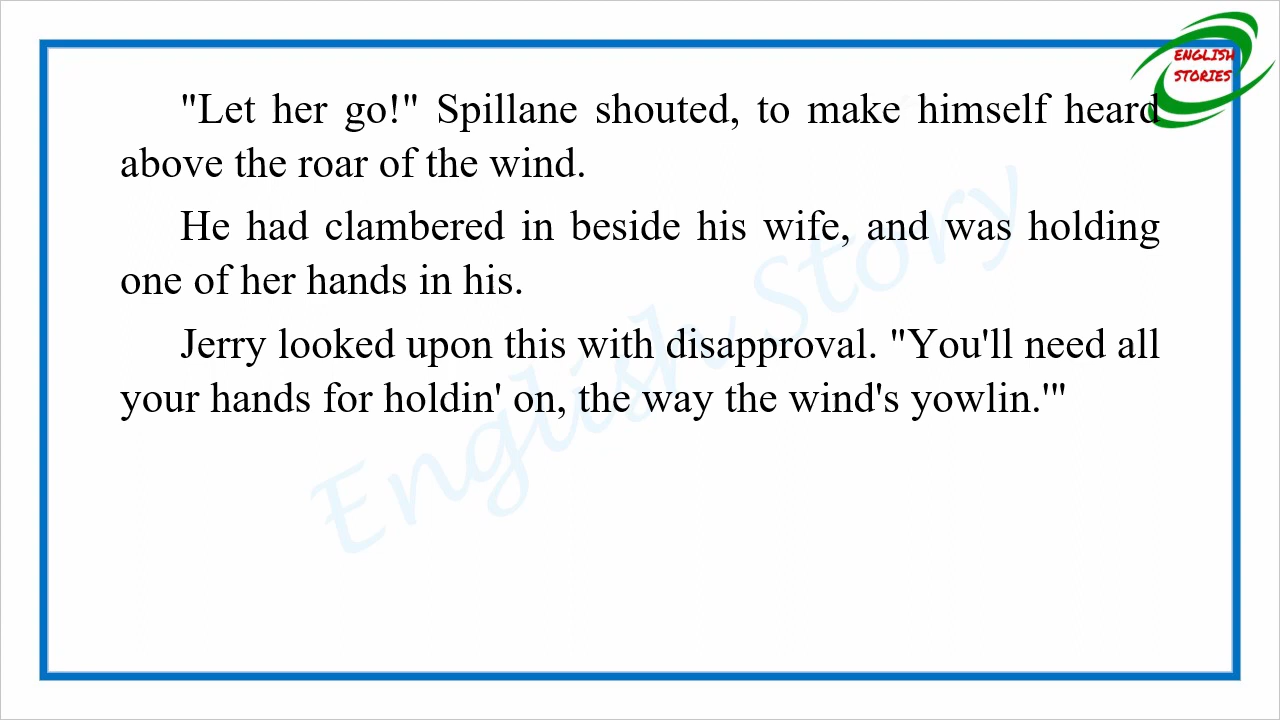 ENGLISH
STORIES
"Let her go!" Spillane shouted, to make himself heard
above the roar of the wind.
He had clambered in beside his wife, and was holding
one of her hands in his.
Jerry looked upon this with disapproval. "You'll need all
your hands for holdin' on, the way the wind's yowlin.'"
English Story